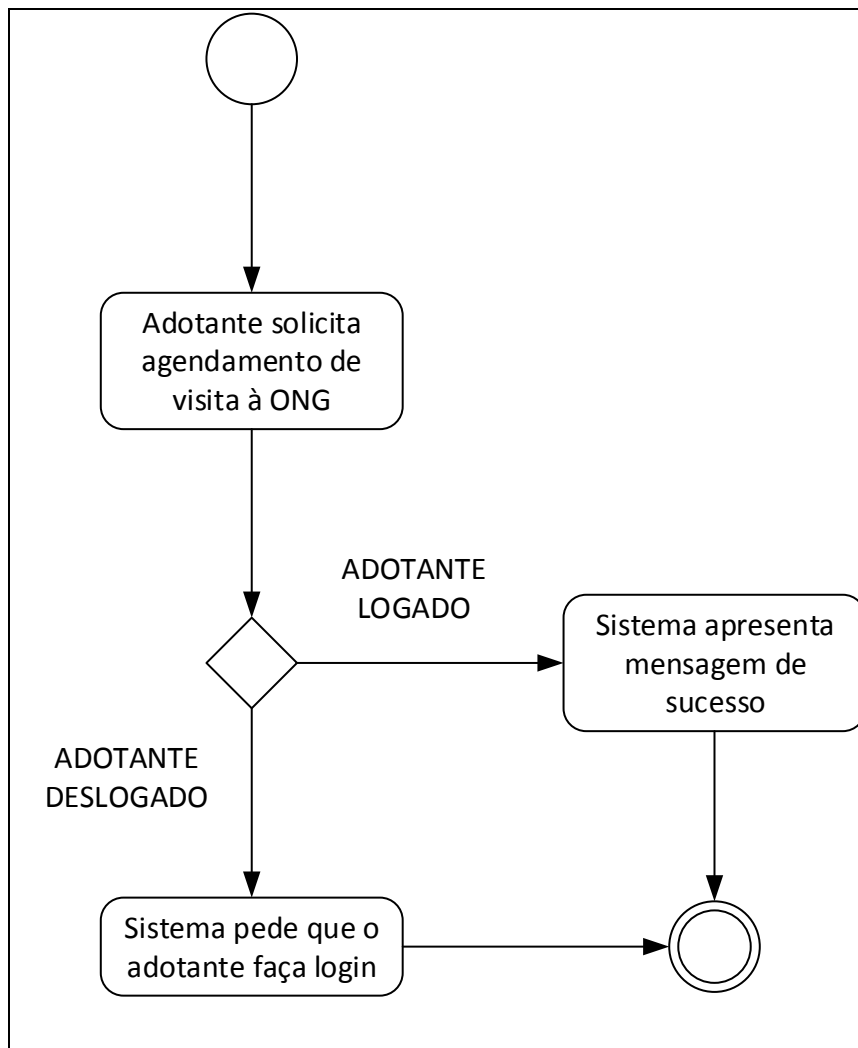 Adotante solicita
agendamento de
visita à ONG
ADOTANTE
LOGADO
Sistema apresenta
mensagem de
sucesso
ADOTANTE
DESLOGADO
Sistema pede que o
adotante faça login